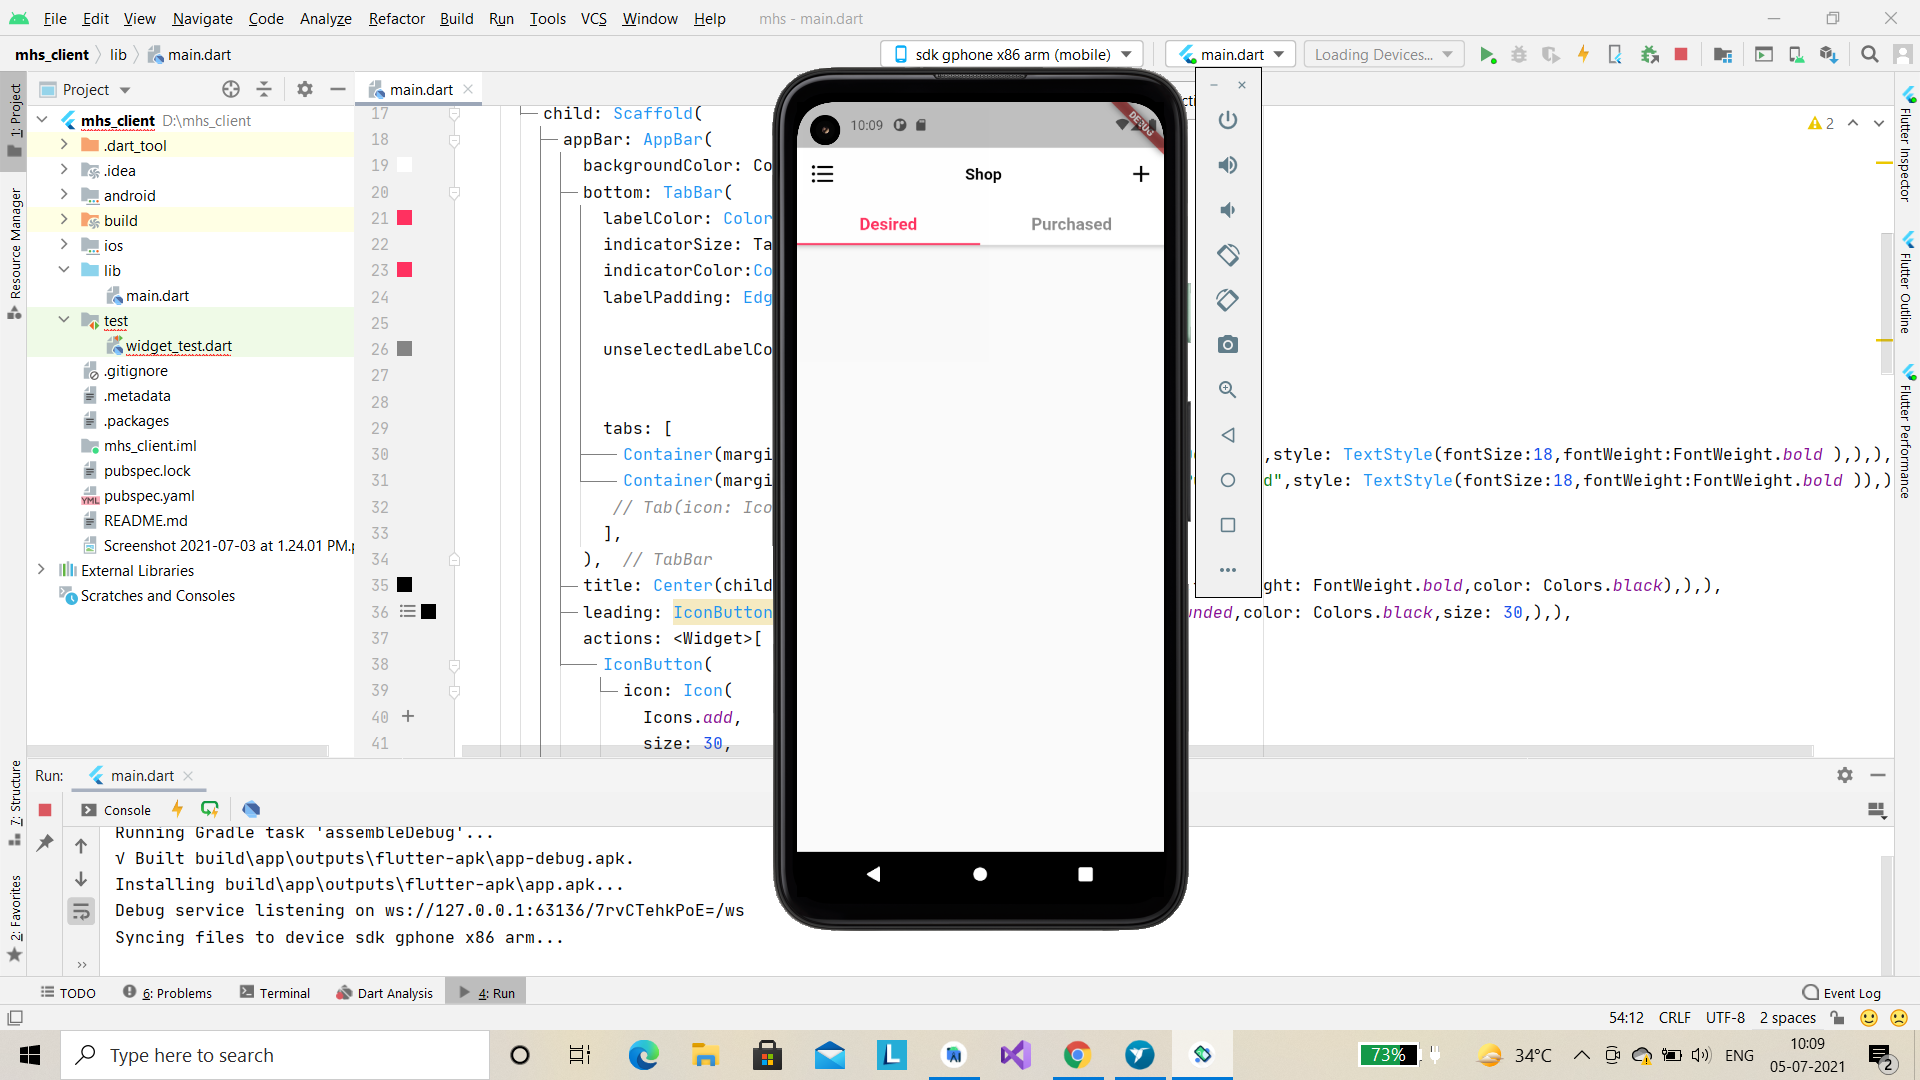 File Edit View Navigate Code Analyze Refactor Build Run Tools VCS Window Help mhs - main.dart
mhs_client lib main.dart sdk gphone x86 arm (mobile) main.dart Loading Devices...
Project main.dart
1: Project
Resource Manager
7: Structure
2: Favorites
mhs_client D:\mhs_client
.dart_tool
.idea
android
build
ios
lib
main.dart
test
widget_test.dart
.gitignore
.metadata
.packages
mhs_client.iml
pubspec.lock
pubspec.yaml
README.md
Screenshot 2021-07-03 at 1.24.01 PM.p
External Libraries
Scratches and Consoles
17 child: Scaffold(
18 appBar: AppBar(
19 backgroundColor: Co
20 bottom: TabBar(
21 labelColor: Color
22 indicatorSize: Ta
23 indicatorColor:Co
24 labelPadding: Edg
25
26 unselectedLabelCo
27
28
29 tabs: [
30 Container(margi ,style: TextStyle(fontSize:18,fontWeight:FontWeight.bold ),),),
31 Container(margi d",style: TextStyle(fontSize:18,fontWeight:FontWeight.bold )),)
32 // Tab(icon: Ico
33 ],
34 ), // TabBar
35 title: Center(child ght: FontWeight.bold,color: Colors.black),),),
36 leading: IconButton nded,color: Colors.black,size: 30,),),
37 actions: <Widget>[
38 IconButton(
39 icon: Icon(
40 Icons.add,
41 size: 30,
2
10:09
DEBUG
Shop
Desired Purchased
Flutter Inspector
Flutter Outline
Flutter Performance
Run: main.dart
Console
Running Gradle task 'assembleDebug'...
√ Built build\app\outputs\flutter-apk\app-debug.apk.
Installing build\app\outputs\flutter-apk\app.apk...
Debug service listening on ws://127.0.0.1:63136/7rvCTehkPoE=/ws
Syncing files to device sdk gphone x86 arm...
TODO 6: Problems Terminal Dart Analysis 4: Run Event Log
54:12 CRLF UTF-8 2 spaces
Type here to search 73% 34°C ENG 10:09
05-07-2021
2